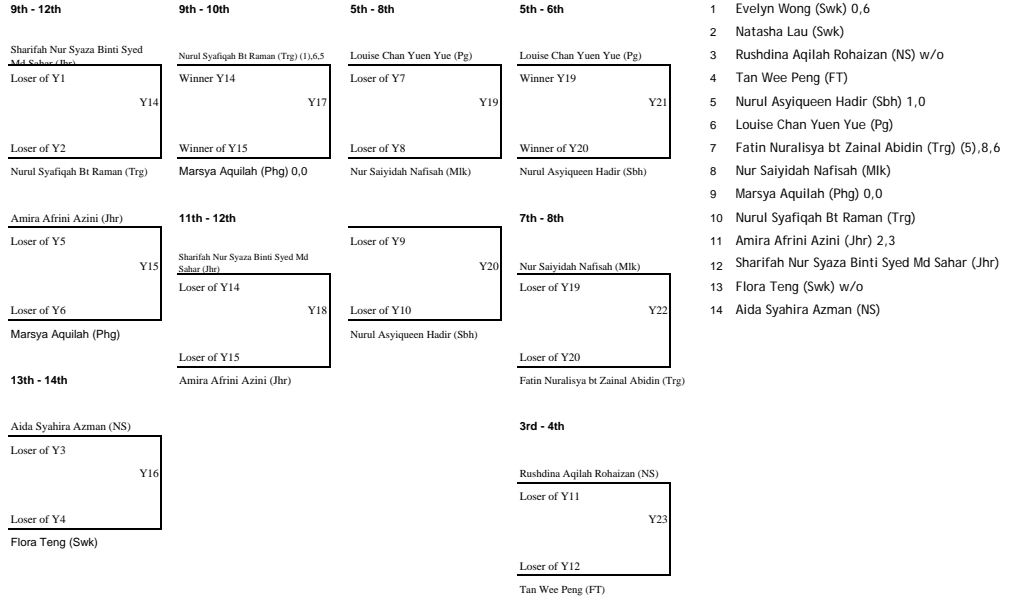 9th - 12th
Sharifah Nur Syaza Binti Syed
Md Sahar (Jhr)
Loser of Y1
Y14
Loser of Y2
Nurul Syafiqah Bt Raman (Trg)
Amira Afrini Azini (Jhr)
Loser of Y5
Y15
Loser of Y6
Marsya Aquilah (Phg)
13th - 14th
Aida Syahira Azman (NS)
Loser of Y3
Y16
Loser of Y4
Flora Teng (Swk)
9th - 10th
Nurul Syafiqah Bt Raman (Trg) (1),6,5
Winner Y14
Y17
Winner of Y15
Marsya Aquilah (Phg) 0,0
11th - 12th
Sharifah Nur Syaza Binti Syed Md
Sahar (Jhr)
Loser of Y14
Y18
Loser of Y15
Amira Afrini Azini (Jhr)
5th - 8th
Louise Chan Yuen Yue (Pg)
Loser of Y7
Y19
Loser of Y8
Nur Saiyidah Nafisah (Mlk)
Loser of Y9
Y20
Loser of Y10
Nurul Asyiqueen Hadir (Sbh)
5th - 6th
Louise Chan Yuen Yue (Pg)
Winner Y19
Y21
Winner of Y20
Nurul Asyiqueen Hadir (Sbh)
7th - 8th
Nur Saiyidah Nafisah (Mlk)
Loser of Y19
Y22
Loser of Y20
Fatin Nuralisya bt Zainal Abidin (Trg)
3rd - 4th
Rushdina Aqilah Rohaizan (NS)
Loser of Y11
Y23
Loser of Y12
Tan Wee Peng (FT)
1 Evelyn Wong (Swk) 0,6
2 Natasha Lau (Swk)
3 Rushdina Aqilah Rohaizan (NS) w/o
4 Tan Wee Peng (FT)
5 Nurul Asyiqueen Hadir (Sbh) 1,0
6 Louise Chan Yuen Yue (Pg)
7 Fatin Nuralisya bt Zainal Abidin (Trg) (5),8,6
8 Nur Saiyidah Nafisah (Mlk)
9 Marsya Aquilah (Phg) 0,0
10 Nurul Syafiqah Bt Raman (Trg)
11 Amira Afrini Azini (Jhr) 2,3
12 Sharifah Nur Syaza Binti Syed Md Sahar (Jhr)
13 Flora Teng (Swk) w/o
14 Aida Syahira Azman (NS)